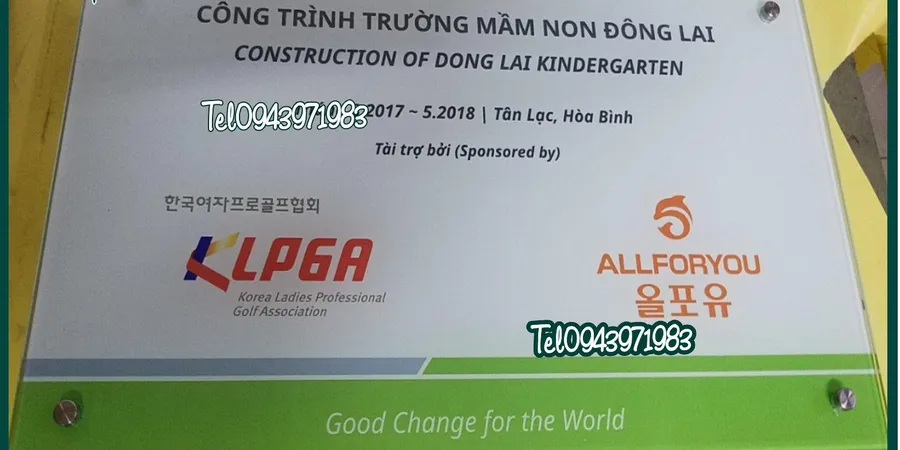 CÔNG TRÌNH TRƯỜNG MẦM NON ĐÔNG LAI
CONSTRUCTION OF DONG LAI KINDERGARTEN
Tel0943971983 2017 ~ 5.2018 | Tân Lạc, Hòa Bình
Tài trợ bởi (Sponsored by)
한국여자프로골프협회
KLPGA
Korea Ladies Professional
Golf Association
ALLFORYOU
올포유
Tel0943971983
Good Change for the World